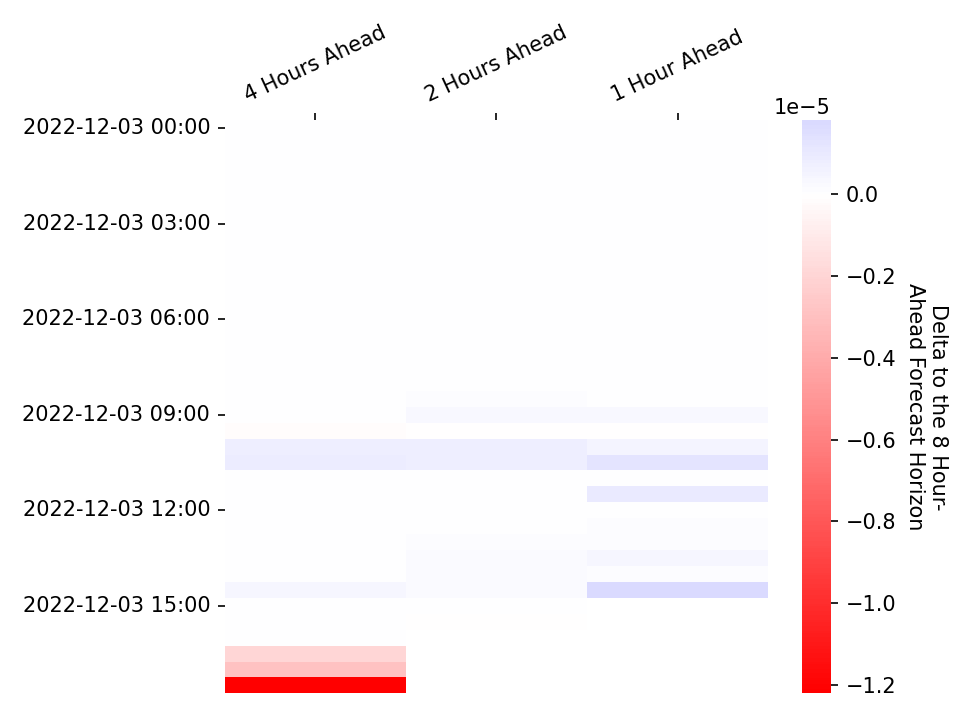 4 Hours Ahead
2 Hours Ahead
1 Hour Ahead
1e−5
2022-12-03 00:00
2022-12-03 03:00
2022-12-03 06:00
2022-12-03 09:00
2022-12-03 12:00
2022-12-03 15:00
0.0
−0.2
−0.4
−0.6
−0.8
−1.0
−1.2
Delta to the 8 Hour-
Ahead Forecast Horizon